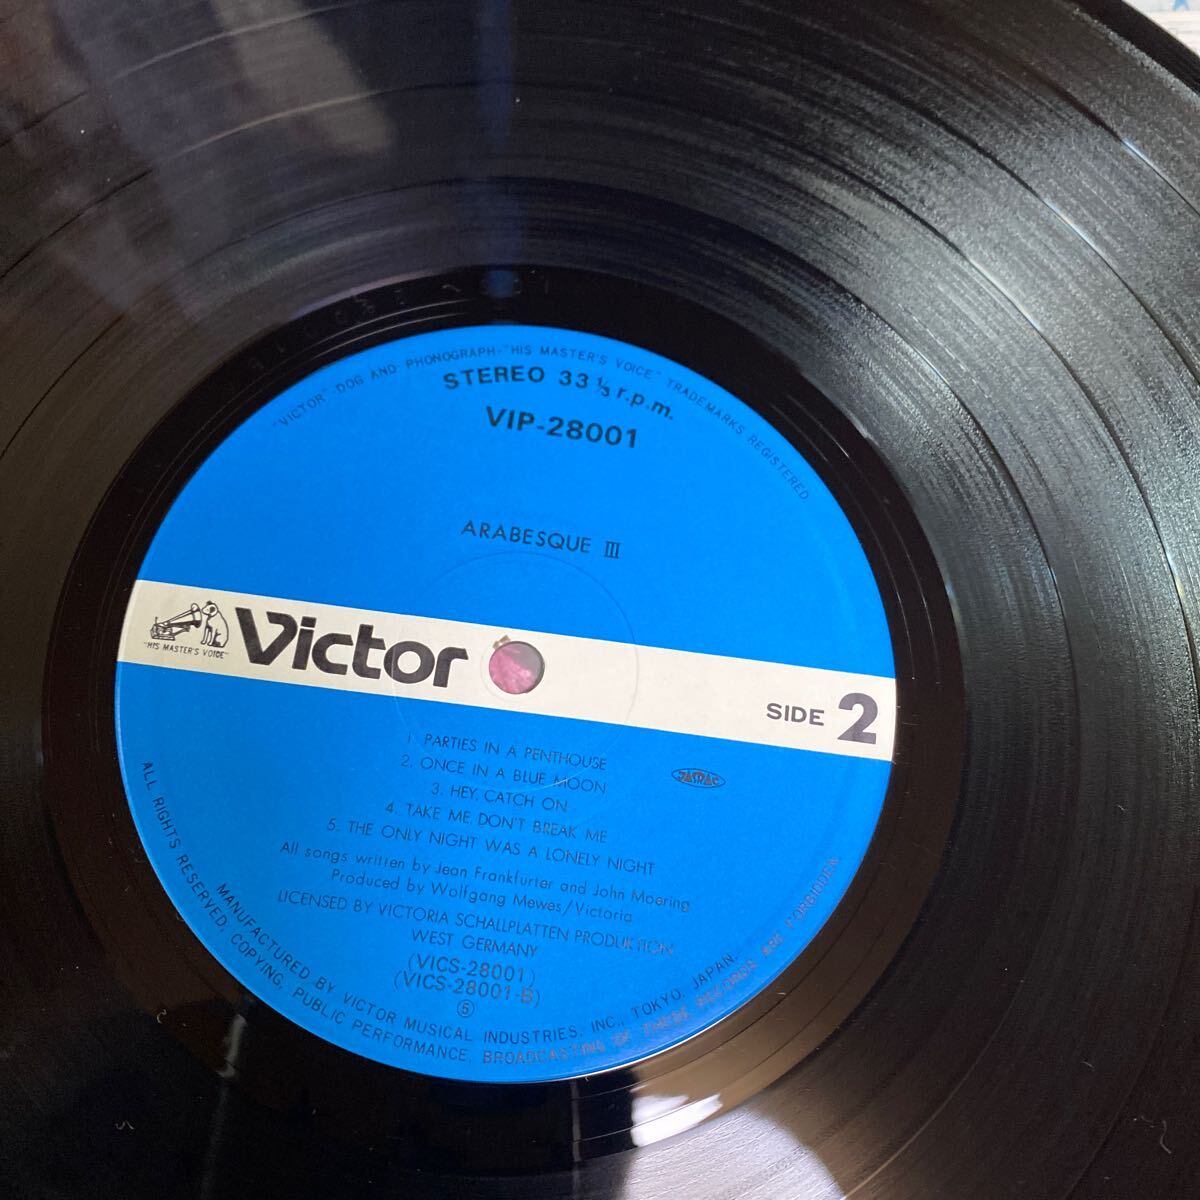 "VICTOR"-DOG AND PHONOGRAPH-"HIS MASTER'S VOICE" TRADEMARKS REGISTERED
STEREO 33 1/3 r.p.m.
VIP-28001
ARABESQUE III
"HIS MASTER'S VOICE"
Victor
SIDE 2
1. PARTIES IN A PENTHOUSE
2. ONCE IN A BLUE MOON
3. HEY, CATCH ON
4. TAKE ME, DON'T BREAK ME
5. THE ONLY NIGHT WAS A LONELY NIGHT
JASRAC
All songs written by Jean Frankfurter and John Moering
Produced by Wolfgang Mewes/Victoria
LICENSED BY VICTORIA SCHALLPLATTEN PRODUKTION
WEST GERMANY
(VICS-28001)
(VICS-28001-B)
⑤
MANUFACTURED BY VICTOR MUSICAL INDUSTRIES, INC., TOKYO, JAPAN.
ALL RIGHTS RESERVED, COPYING, PUBLIC PERFORMANCE, BROADCASTING OF THESE RECORDS ARE FORBIDDEN